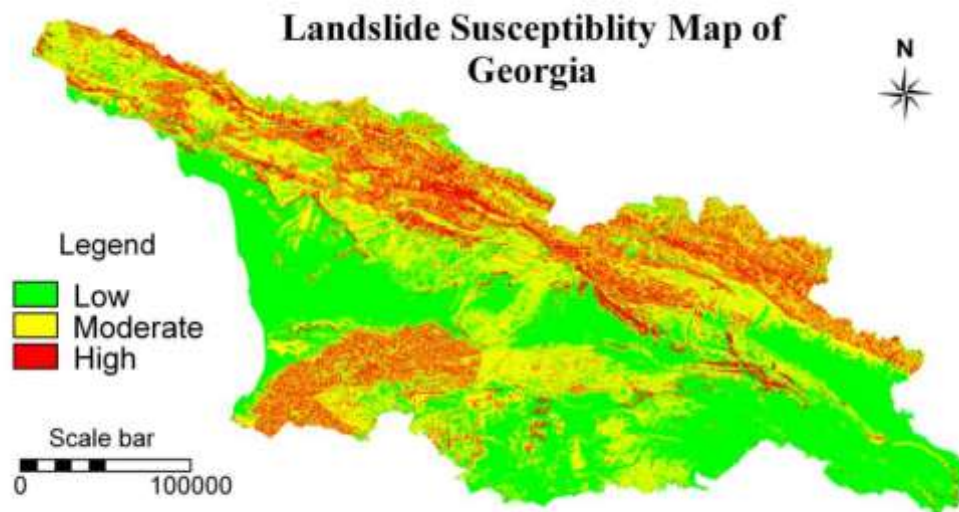 Landslide Susceptiblity Map of
Georgia
N
Legend
Low
Moderate
High
Scale bar
0 100000